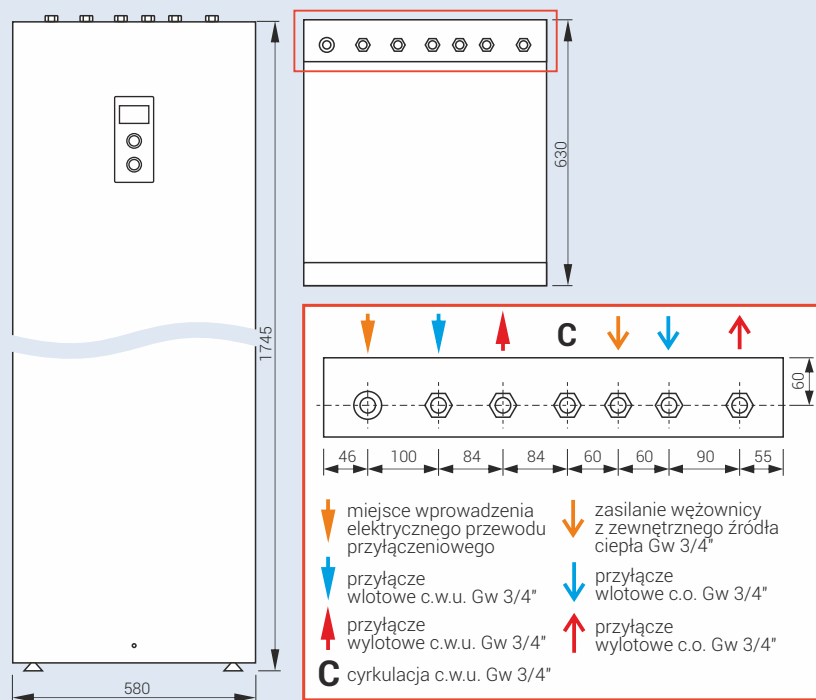 1745
580
630
C
60
46 100 84 84 60 60 90 55
miejsce wprowadzenia
elektrycznego przewodu
przyłączeniowego
przyłącze
wlotowe c.w.u. Gw 3/4"
przyłącze
wylotowe c.w.u. Gw 3/4"
C cyrkulacja c.w.u. Gw 3/4"
zasilanie wężownicy
z zewnętrznego źródła
ciepła Gw 3/4"
przyłącze
wlotowe c.o. Gw 3/4"
przyłącze
wylotowe c.o. Gw 3/4"